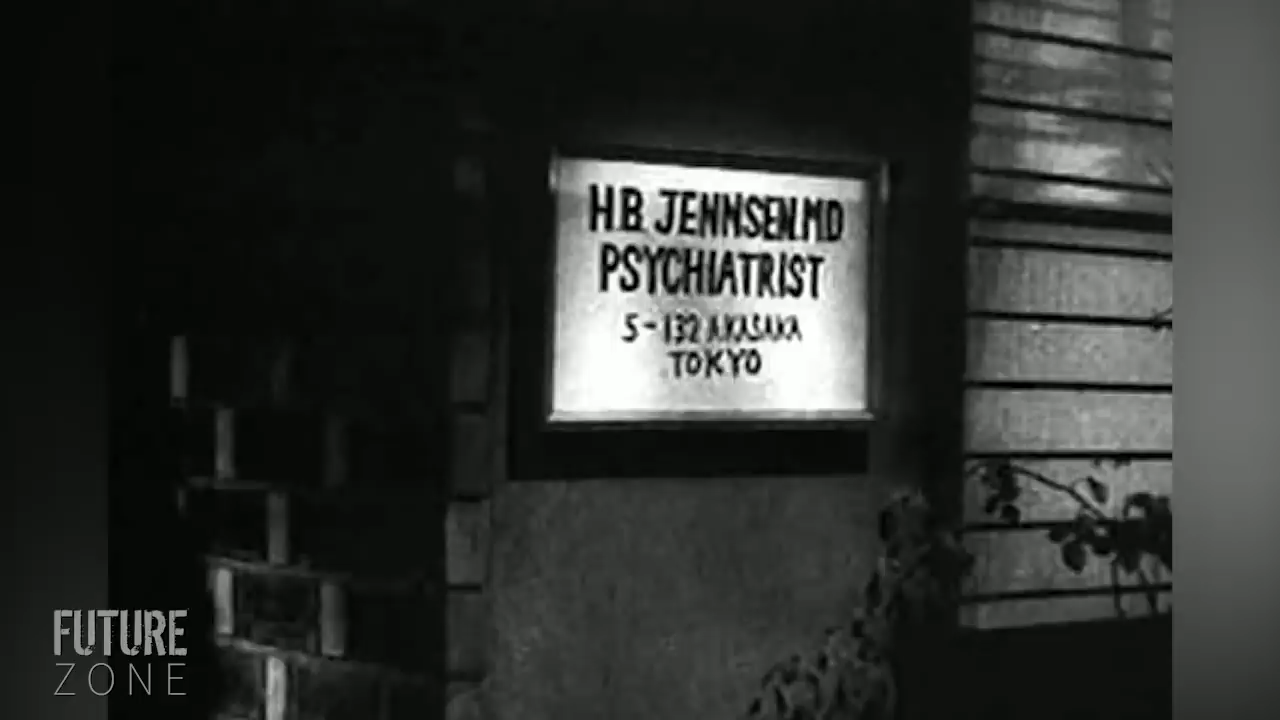 H.B. JENNSEN, MD
PSYCHIATRIST
5-132 AKASAKA
TOKYO
FUTURE
ZONE